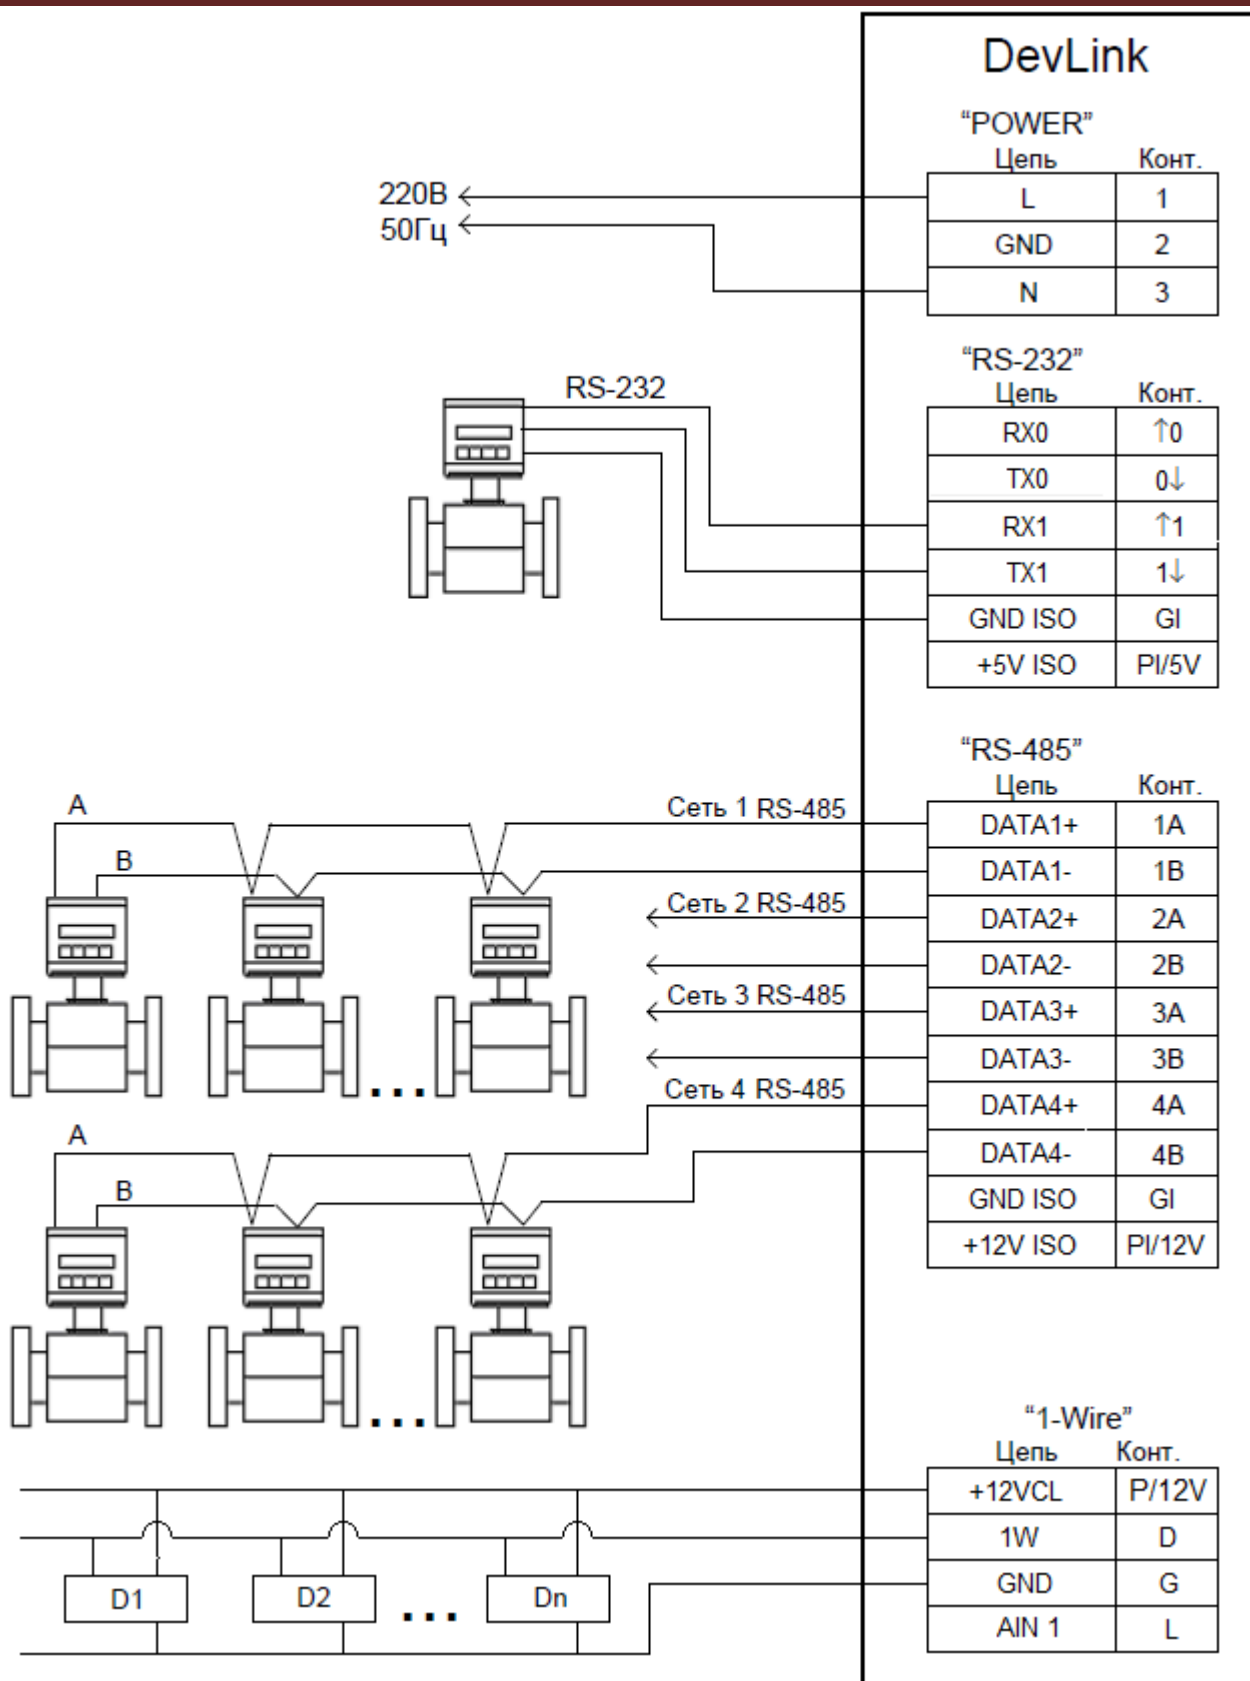 DevLink
“POWER”
Цепь Конт.
220В L 1
50Гц GND 2
N 3
“RS-232”
RS-232 Цепь Конт.
RX0 ↑0
TX0 0↓
RX1 ↑1
TX1 1↓
GND ISO GI
+5V ISO PI/5V
“RS-485”
Цепь Конт.
A Сеть 1 RS-485 DATA1+ 1A
B DATA1- 1B
Сеть 2 RS-485 DATA2+ 2A
DATA2- 2B
Сеть 3 RS-485 DATA3+ 3A
... DATA3- 3B
Сеть 4 RS-485 DATA4+ 4A
A DATA4- 4B
B GND ISO GI
+12V ISO PI/12V
...
“1-Wire”
Цепь Конт.
+12VCL P/12V
1W D
D1 D2 ... Dn GND G
AIN 1 L